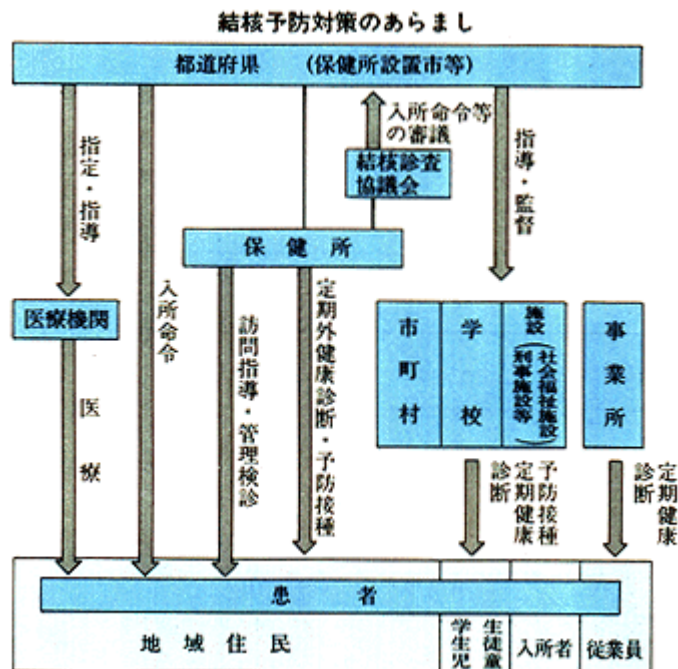 結核予防対策のあらまし
都道府県 (保健所設置市等)
指定・指導
入所命令等
の審議
結核診査
協議会
指導・監督
保健所
医療機関
入所命令
訪問指導・管理検診
定期外健康診断・予防接種
市町村
学校
施設
(社会福祉施設
刑事施設等)
事業所
医療
予防接種
定期健康
診断
定期健康
診断
患者
地域住民
生徒童
学生児
入所者
従業員